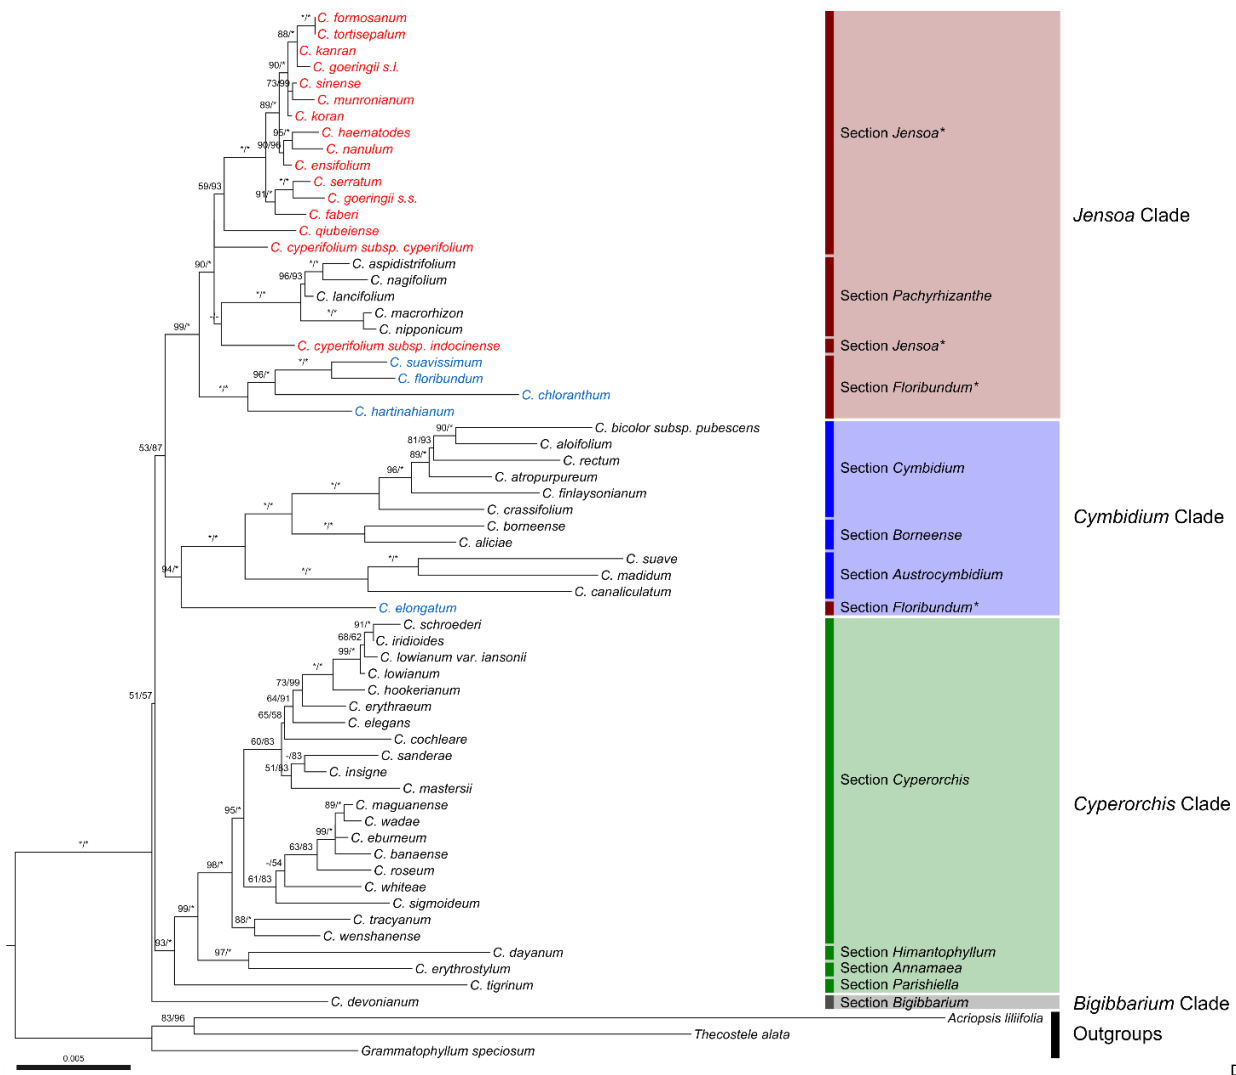 */*
C. formosanum
C. tortisepalum
88/*
C. kanran
90/*
C. goeringii s.l.
73/99
C. sinense
C. munronianum
89/*
C. koran
95/*
C. haematodes
90/96
C. nanulum
*/*
C. ensifolium
*/*
C. serratum
59/93
91/*
C. goeringii s.s.
C. faberi
C. qiubeiense
C. cyperifolium subsp. cyperifolium
Section Jensoa*
Jensoa Clade
90/*
*/*
C. aspidistrifolium
96/93
C. nagifolium
*/*
C. lancifolium
*/*
C. macrorhizon
-/-
C. nipponicum
Section Pachyrhizanthe
99/*
C. cyperifolium subsp. indocinense
Section Jensoa*
*/*
C. suavissimum
96/*
C. floribundum
*/*
C. chloranthum
C. hartinahianum
Section Floribundum*
53/87
90/*
C. bicolor subsp. pubescens
81/93
C. aloifolium
89/*
C. rectum
96/*
C. atropurpureum
*/*
C. finlaysonianum
C. crassifolium
Section Cymbidium
Cymbidium Clade
*/*
C. borneense
*/*
C. aliciae
Section Borneense
94/*
*/*
C. suave
*/*
C. madidum
C. canaliculatum
Section Austrocymbidium
C. elongatum
Section Floribundum*
91/*
C. schroederi
68/62
C. iridioides
99/*
C. lowianum var. iansonii
*/*
C. lowianum
73/99
C. hookerianum
64/91
C. erythraeum
51/57
65/58
C. elegans
60/83
C. cochleare
-/83
C. sanderae
51/83
C. insigne
C. mastersii
Section Cyperorchis
Cyperorchis Clade
95/*
89/*
C. maguanense
C. wadae
99/*
C. eburneum
63/83
C. banaense
*/*
-/54
C. roseum
98/*
61/83
C. whiteae
C. sigmoideum
99/*
88/*
C. tracyanum
C. wenshanense
93/*
97/*
C. dayanum
Section Himantophyllum
C. erythrostylum
Section Annamaea
C. tigrinum
Section Parishiella
C. devonianum
Section Bigibbarium
Bigibbarium Clade
83/96
Acriopsis liliifolia
Thecostele alata
Outgroups
Grammatophyllum speciosum
0.005